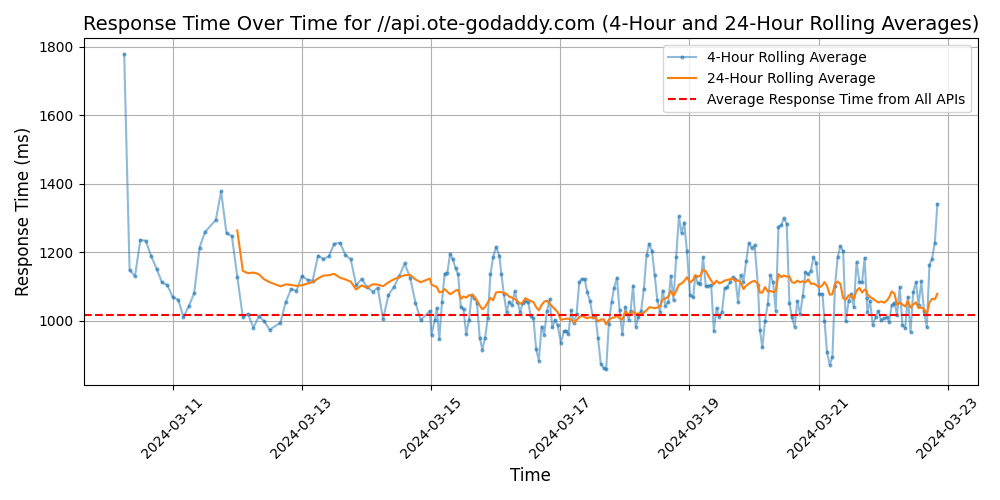 Response Time Over Time for //api.ote-godaddy.com (4-Hour and 24-Hour Rolling Averages)
4-Hour Rolling Average
24-Hour Rolling Average
Average Response Time from All APIs
Response Time (ms)
1800
1600
1400
1200
1000
2024-03-11
2024-03-13
2024-03-15
2024-03-17
2024-03-19
2024-03-21
2024-03-23
Time